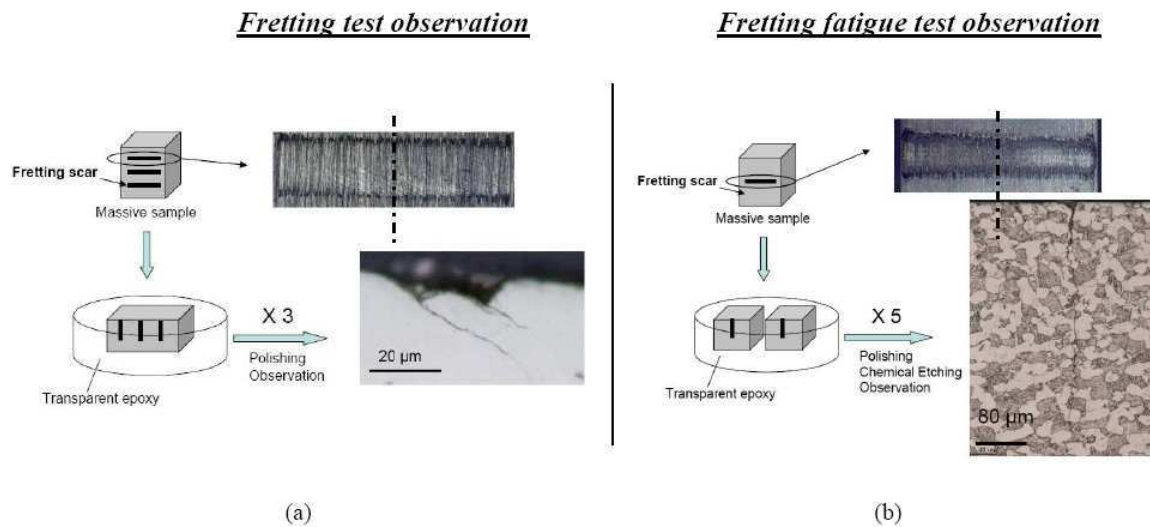 Fretting test observation
Fretting scar
Massive sample
X 3
Polishing
Observation
20 µm
Transparent epoxy
(a)
Fretting fatigue test observation
Fretting scar
Massive sample
X 5
Polishing
Chemical Etching
Observation
80 µm
Transparent epoxy
(b)